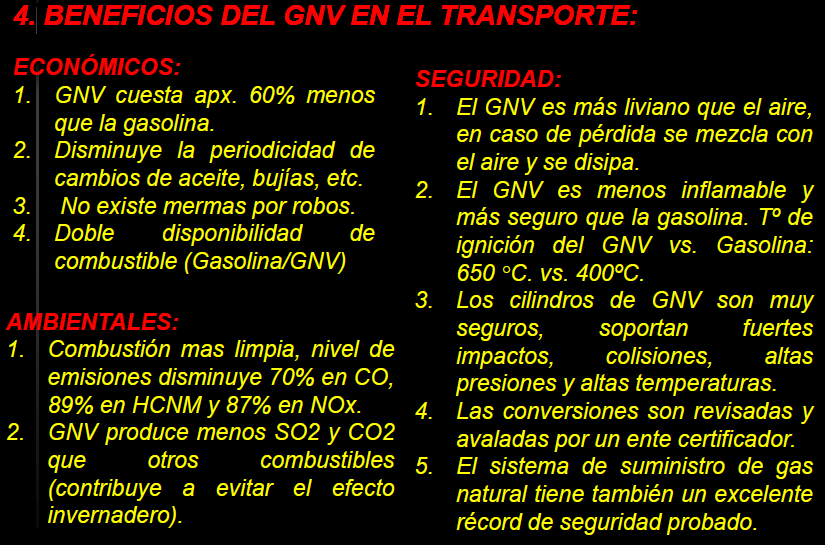 4. BENEFICIOS DEL GNV EN EL TRANSPORTE:
ECONÓMICOS:
1. GNV cuesta apx. 60% menos
que la gasolina.
2. Disminuye la periodicidad de
cambios de aceite, bujías, etc.
3. No existe mermas por robos.
4. Doble disponibilidad de
combustible (Gasolina/GNV)
AMBIENTALES:
1. Combustión mas limpia, nivel de
emisiones disminuye 70% en CO,
89% en HCNM y 87% en NOx.
2. GNV produce menos SO2 y CO2
que otros combustibles
(contribuye a evitar el efecto
invernadero).
SEGURIDAD:
1. El GNV es más liviano que el aire,
en caso de pérdida se mezcla con
el aire y se disipa.
2. El GNV es menos inflamable y
más seguro que la gasolina. Tº de
ignición del GNV vs. Gasolina:
650 °C. vs. 400ºC.
3. Los cilindros de GNV son muy
seguros, soportan fuertes
impactos, colisiones, altas
presiones y altas temperaturas.
4. Las conversiones son revisadas y
avaladas por un ente certificador.
5. El sistema de suministro de gas
natural tiene también un excelente
récord de seguridad probado.